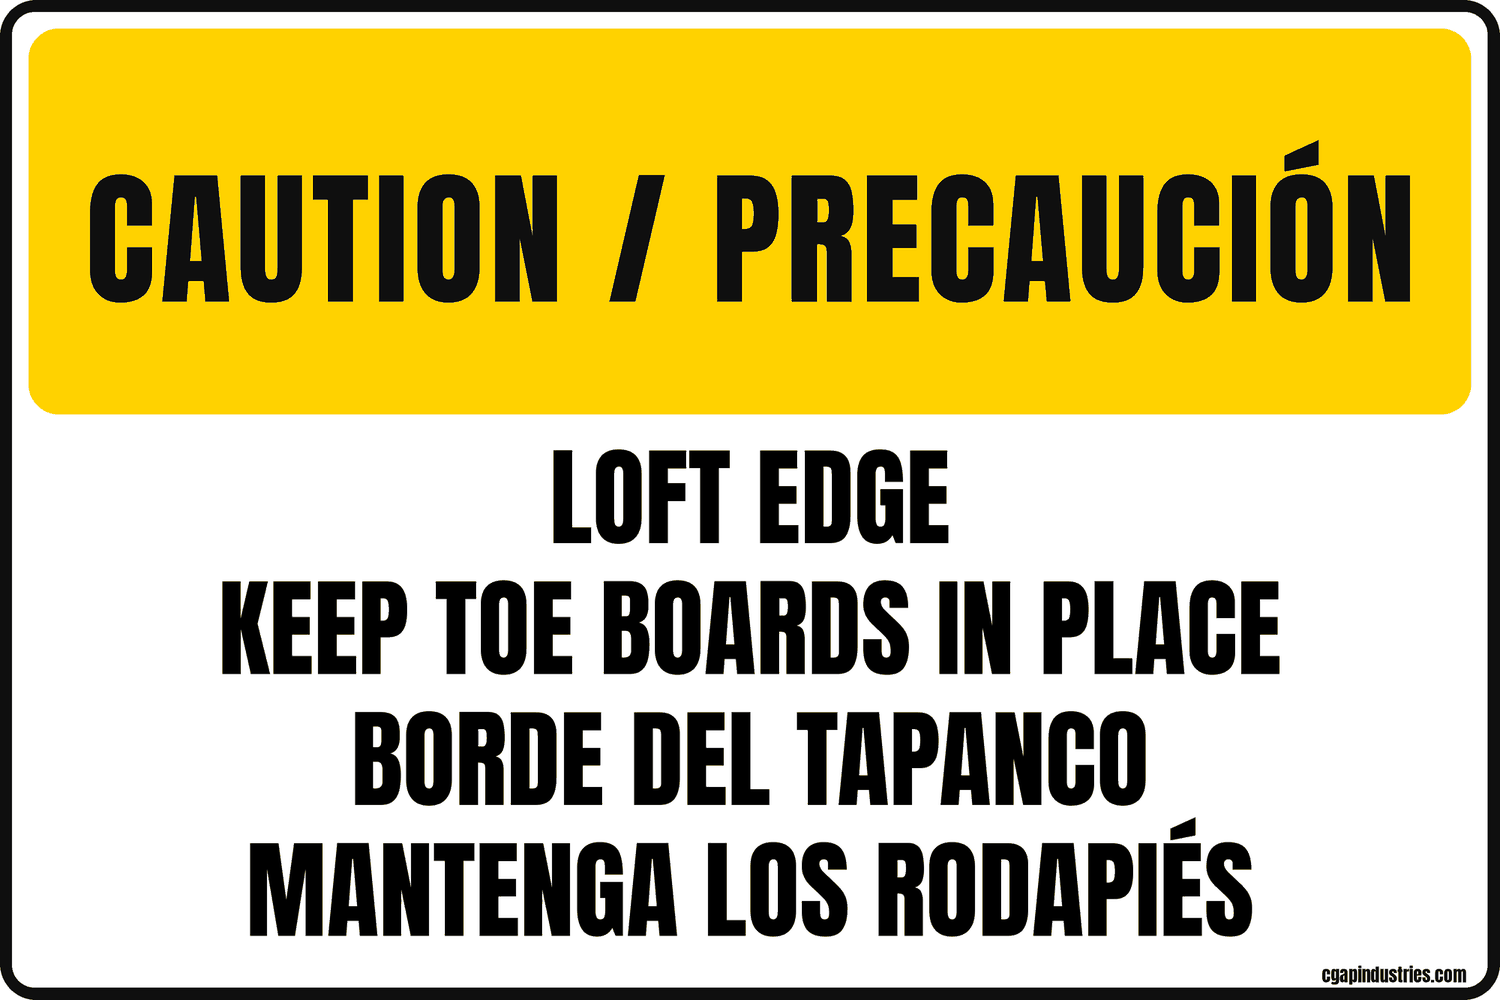 CAUTION / PRECAUCIÓN
LOFT EDGE
KEEP TOE BOARDS IN PLACE
BORDE DEL TAPANCO
MANTENGA LOS RODAPIÉS
cgapindustries.com